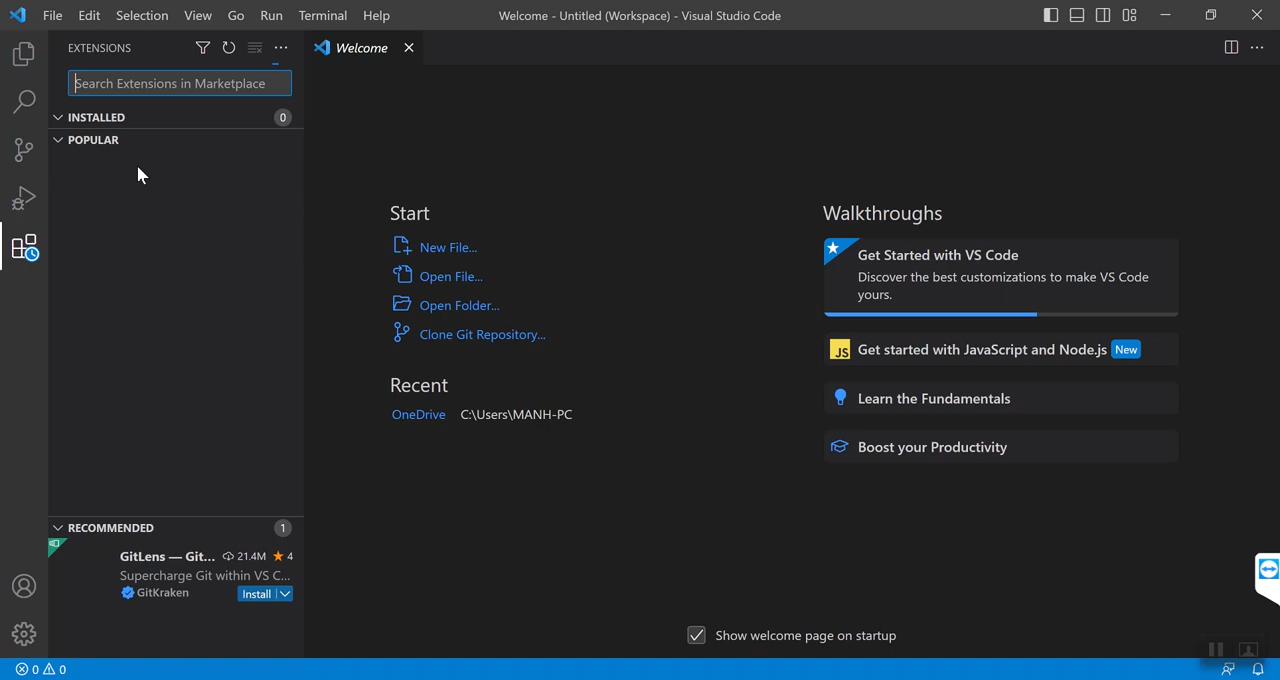 File Edit Selection View Go Run Terminal Help
Welcome - Untitled (Workspace) - Visual Studio Code
EXTENSIONS
Search Extensions in Marketplace
INSTALLED 0
POPULAR
RECOMMENDED 1
GitLens — Git... 21.4M 4
Supercharge Git within VS C...
GitKraken Install
Welcome
Start
New File...
Open File...
Open Folder...
Clone Git Repository...
Recent
OneDrive C:\Users\MANH-PC
Walkthroughs
Get Started with VS Code
Discover the best customizations to make VS Code
yours.
JS Get started with JavaScript and Node.js New
Learn the Fundamentals
Boost your Productivity
Show welcome page on startup
0 0